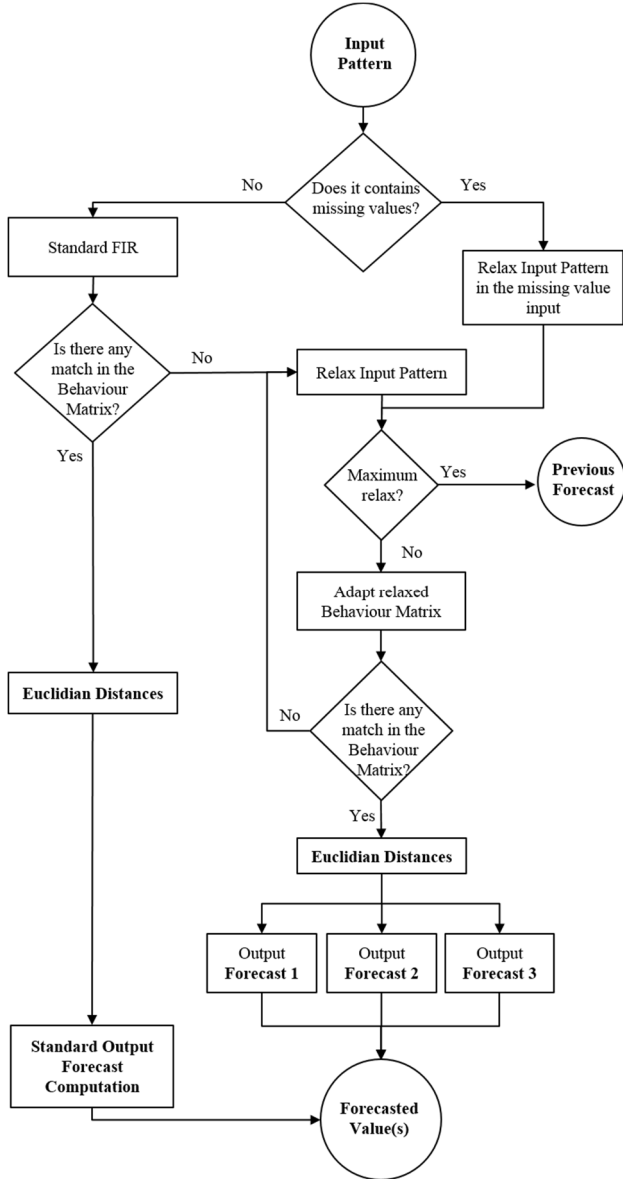 Input
Pattern
Does it contains
missing values?
No
Yes
Standard FIR
Relax Input Pattern
in the missing value
input
Is there any
match in the
Behaviour
Matrix?
No
Relax Input Pattern
Yes
Maximum
relax?
Yes
Previous
Forecast
No
Adapt relaxed
Behaviour Matrix
Euclidian Distances
No
Is there any
match in the
Behaviour
Matrix?
Yes
Euclidian Distances
Output
Forecast 1
Output
Forecast 2
Output
Forecast 3
Standard Output
Forecast
Computation
Forecasted
Value(s)